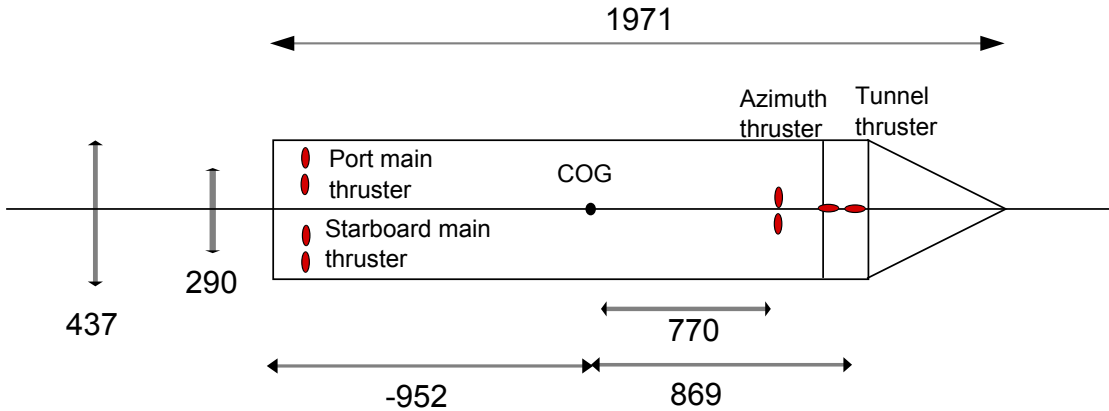 1971
Azimuth
thruster
Tunnel
thruster
Port main
thruster
COG
Starboard main
thruster
290
437
770
-952
869